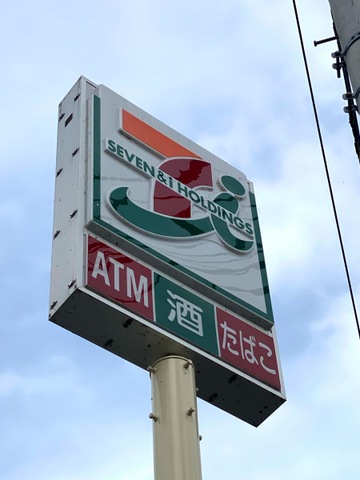 SEVEN&i HOLDINGS
ATM 酒 たばこ